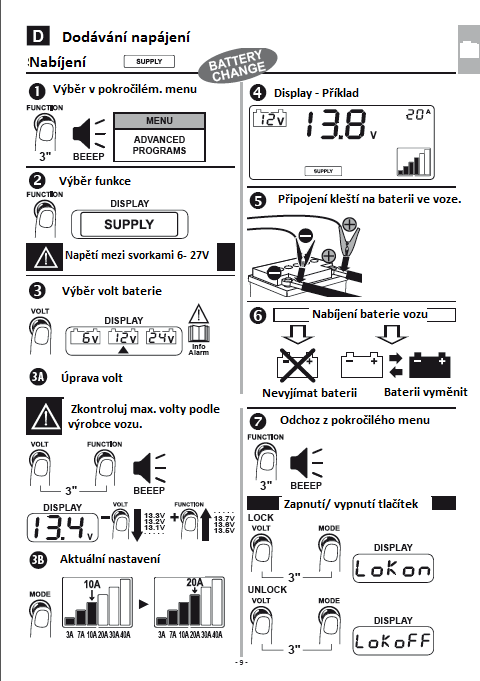 D Dodávání napájení
Nabíjení SUPPLY
BATTERY
CHANGE
1 Výběr v pokročilém. menu
FUNCTION
3"
BEEEP
MENU
ADVANCED
PROGRAMS
2 Výběr funkce
FUNCTION
DISPLAY
SUPPLY
Napětí mezi svorkami 6- 27V
3 Výběr volt baterie
VOLT
DISPLAY
6v 12v 24v
Info
Alarm
3A Úprava volt
Zkontroluj max. volty podle
výrobce vozu.
VOLT FUNCTION
3"
BEEEP
DISPLAY
13.4 v
VOLT
- 13.3V
13.2V
13.1V
FUNCTION
+ 13.7V
13.6V
13.5V
3B Aktuální nastavení
MODE
10A
3A 7A 10A 20A 30A 40A
20A
3A 7A 10A 20A 30A 40A
4 Display - Příklad
12v 13.8 v 20A
SUPPLY
5 Připojení kleští na baterii ve voze.
6 Nabíjení baterie vozu
Nevyjímat baterii
Baterii vyměnit
7 Odchoz z pokročilého menu
FUNCTION
3"
BEEEP
Zapnutí/ vypnutí tlačítek
LOCK
VOLT MODE
3"
DISPLAY
LoKon
UNLOCK
VOLT MODE
3"
DISPLAY
LoKoFF
- 9 -